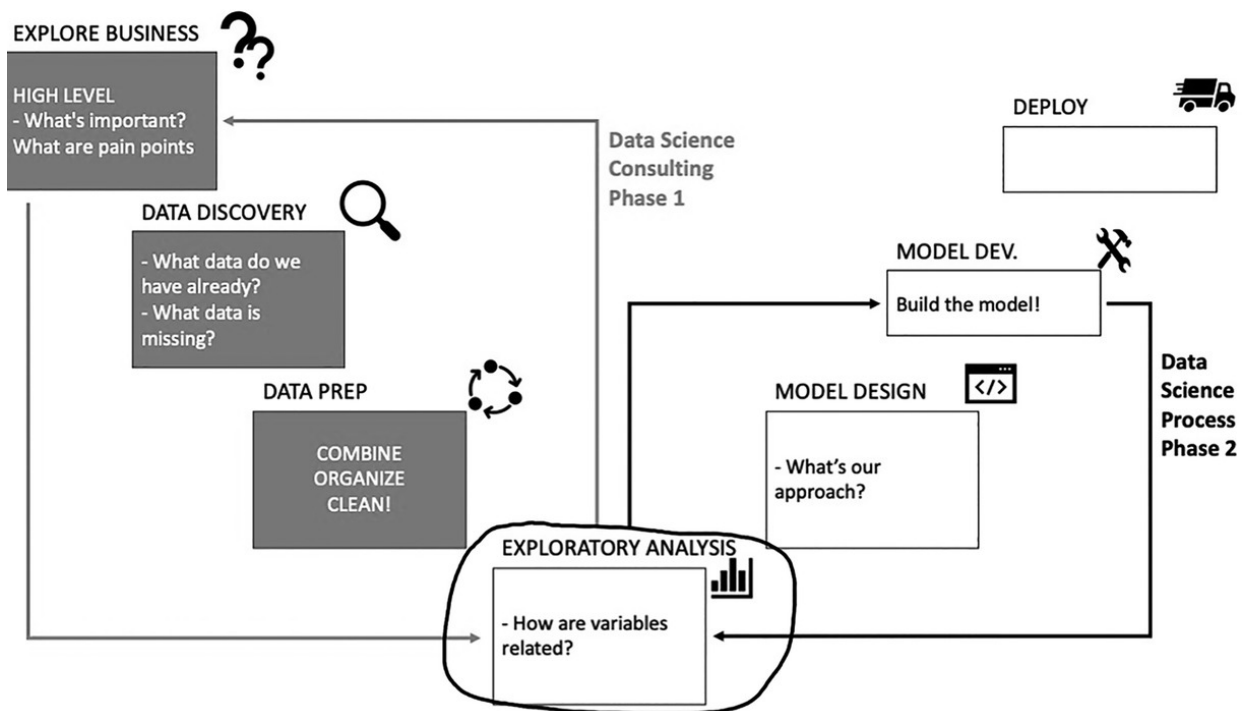 EXPLORE BUSINESS
HIGH LEVEL
- What's important?
What are pain points
Data Science
Consulting
Phase 1
DEPLOY
DATA DISCOVERY
- What data do we
have already?
- What data is
missing?
MODEL DEV.
Build the model!
Data
Science
Process
Phase 2
DATA PREP
COMBINE
ORGANIZE
CLEAN!
MODEL DESIGN
</>
- What's our
approach?
EXPLORATORY ANALYSIS
- How are variables
related?